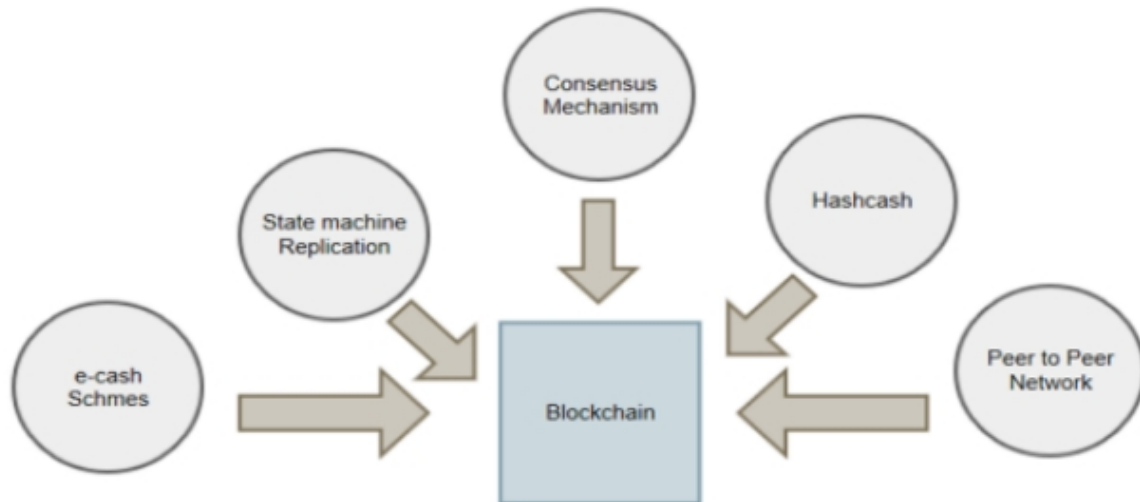 Consensus
Mechanism
Hashcash
State machine
Replication
Peer to Peer
Network
e-cash
Schmes
Blockchain